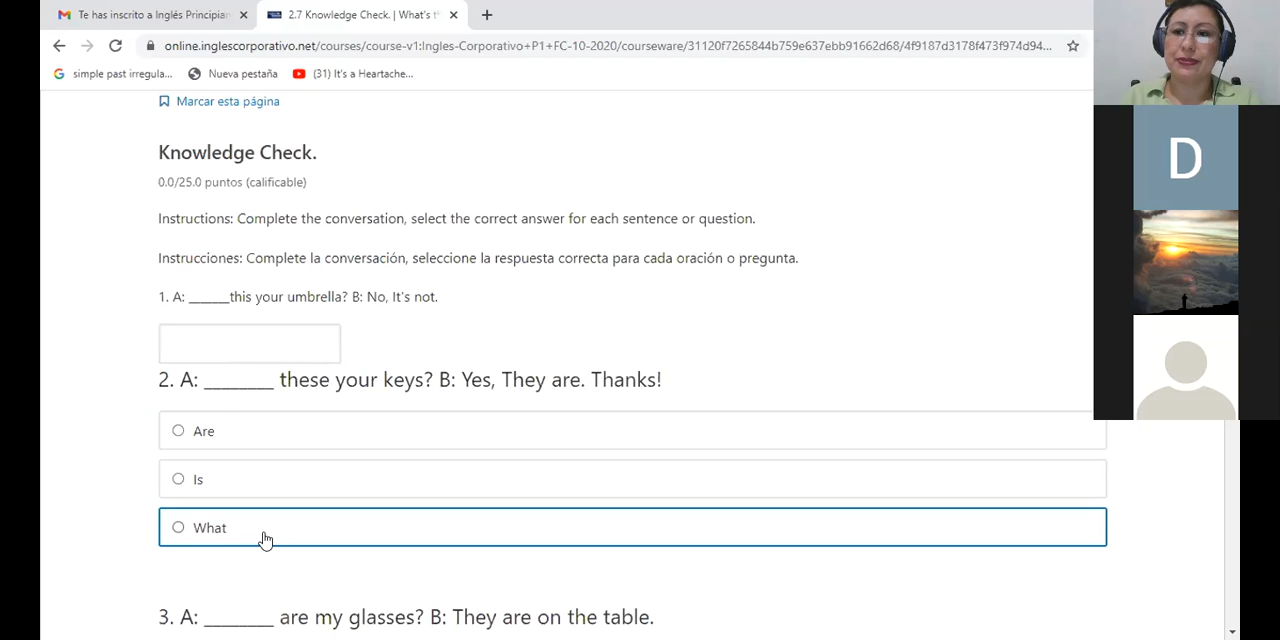 Te has inscrito a Inglés Principian
2.7 Knowledge Check. | What's t
online.inglescorporativo.net/courses/course-v1:Ingles-Corporativo+P1+FC-10-2020/courseware/31120f7265844b759e637ebb91662d68/4f9187d3178f473f974d94...
simple past irregula...
Nueva pestaña
(31) It's a Heartache...
Marcar esta página
Knowledge Check.
0.0/25.0 puntos (calificable)
Instructions: Complete the conversation, select the correct answer for each sentence or question.
Instrucciones: Complete la conversación, seleccione la respuesta correcta para cada oración o pregunta.
1. A: ______this your umbrella? B: No, It's not.
2. A: _______ these your keys? B: Yes, They are. Thanks!
Are
Is
What
3. A: _______ are my glasses? B: They are on the table.
D